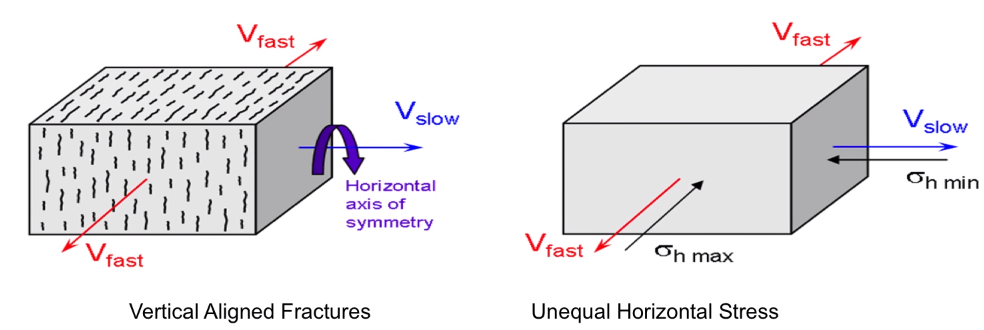 Vfast
Vslow
Horizontal
axis of
symmetry
Vfast
Vertical Aligned Fractures
Vfast
Vslow
σh min
Vfast
σh max
Unequal Horizontal Stress